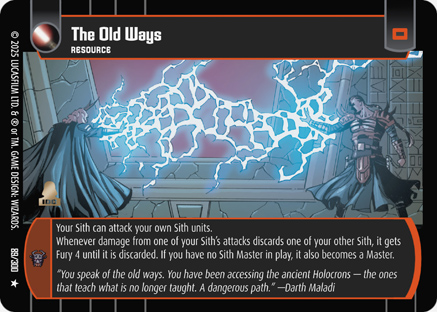 The Old Ways
RESOURCE
Your Sith can attack your own Sith units.
Whenever damage from one of your Sith's attacks discards one of your other Sith, it gets
Fury 4 until it is discarded. If you have no Sith Master in play, it also becomes a Master.
"You speak of the old ways. You have been accessing the ancient Holocrons — the ones
that teach what is no longer taught. A dangerous path." —Darth Maladi
© 2023 LUCASFILM LTD. & ® or TM. GAME DESIGN: WIZARDS.
IDC